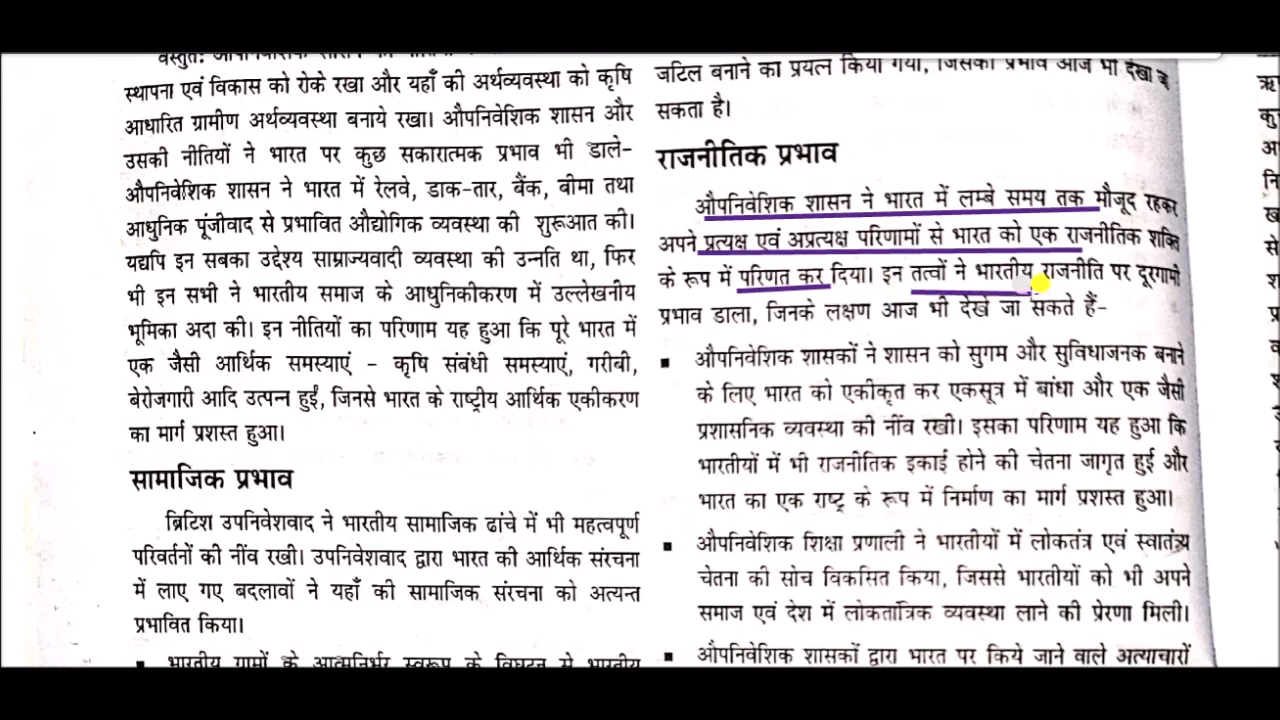 वस्तुत:
स्थापना एवं विकास को रोके रखा और यहाँ की अर्थव्यवस्था को कृषि
आधारित ग्रामीण अर्थव्यवस्था बनाये रखा। औपनिवेशिक शासन और
उसकी नीतियों ने भारत पर कुछ सकारात्मक प्रभाव भी डाले-
औपनिवेशिक शासन ने भारत में रेलवे, डाक-तार, बैंक, बीमा तथा
आधुनिक पूंजीवाद से प्रभावित औद्योगिक व्यवस्था की शुरूआत की।
यद्यपि इन सबका उद्देश्य साम्राज्यवादी व्यवस्था की उन्नति था, फिर
भी इन सभी ने भारतीय समाज के आधुनिकीकरण में उल्लेखनीय
भूमिका अदा की। इन नीतियों का परिणाम यह हुआ कि पूरे भारत में
एक जैसी आर्थिक समस्याएं - कृषि संबंधी समस्याएं, गरीबी,
बेरोजगारी आदि उत्पन्न हुईं, जिनसे भारत के राष्ट्रीय आर्थिक एकीकरण
का मार्ग प्रशस्त हुआ।
सामाजिक प्रभाव
ब्रिटिश उपनिवेशवाद ने भारतीय सामाजिक ढांचे में भी महत्वपूर्ण
परिवर्तनों की नींव रखी। उपनिवेशवाद द्वारा भारत की आर्थिक संरचना
में लाए गए बदलावों ने यहाँ की सामाजिक संरचना को अत्यन्त
प्रभावित किया।
▪ भारतीय ग्रामों के आत्मनिर्भर स्वरूप के विघटन से भारतीय
जटिल बनाने का प्रयत्न किया गया, जिसका प्रभाव आज भी देखा ज
सकता है।
राजनीतिक प्रभाव
औपनिवेशिक शासन ने भारत में लम्बे समय तक मौजूद रहकर
अपने प्रत्यक्ष एवं अप्रत्यक्ष परिणामों से भारत को एक राजनीतिक शक्ति
के रूप में परिणत कर दिया। इन तत्वों ने भारतीय राजनीति पर दूरगामी
प्रभाव डाला, जिनके लक्षण आज भी देखे जा सकते हैं-
▪ औपनिवेशिक शासकों ने शासन को सुगम और सुविधाजनक बनाने
के लिए भारत को एकीकृत कर एकसूत्र में बांधा और एक जैसी
प्रशासनिक व्यवस्था की नींव रखी। इसका परिणाम यह हुआ कि
भारतीयों में भी राजनीतिक इकाई होने की चेतना जागृत हुई और
भारत का एक राष्ट्र के रूप में निर्माण का मार्ग प्रशस्त हुआ।
▪ औपनिवेशिक शिक्षा प्रणाली ने भारतीयों में लोकतंत्र एवं स्वातंत्र्य
चेतना की सोच विकसित किया, जिससे भारतीयों को भी अपने
समाज एवं देश में लोकतांत्रिक व्यवस्था लाने की प्रेरणा मिली।
▪ औपनिवेशिक शासकों द्वारा भारत पर किये जाने वाले अत्याचारों